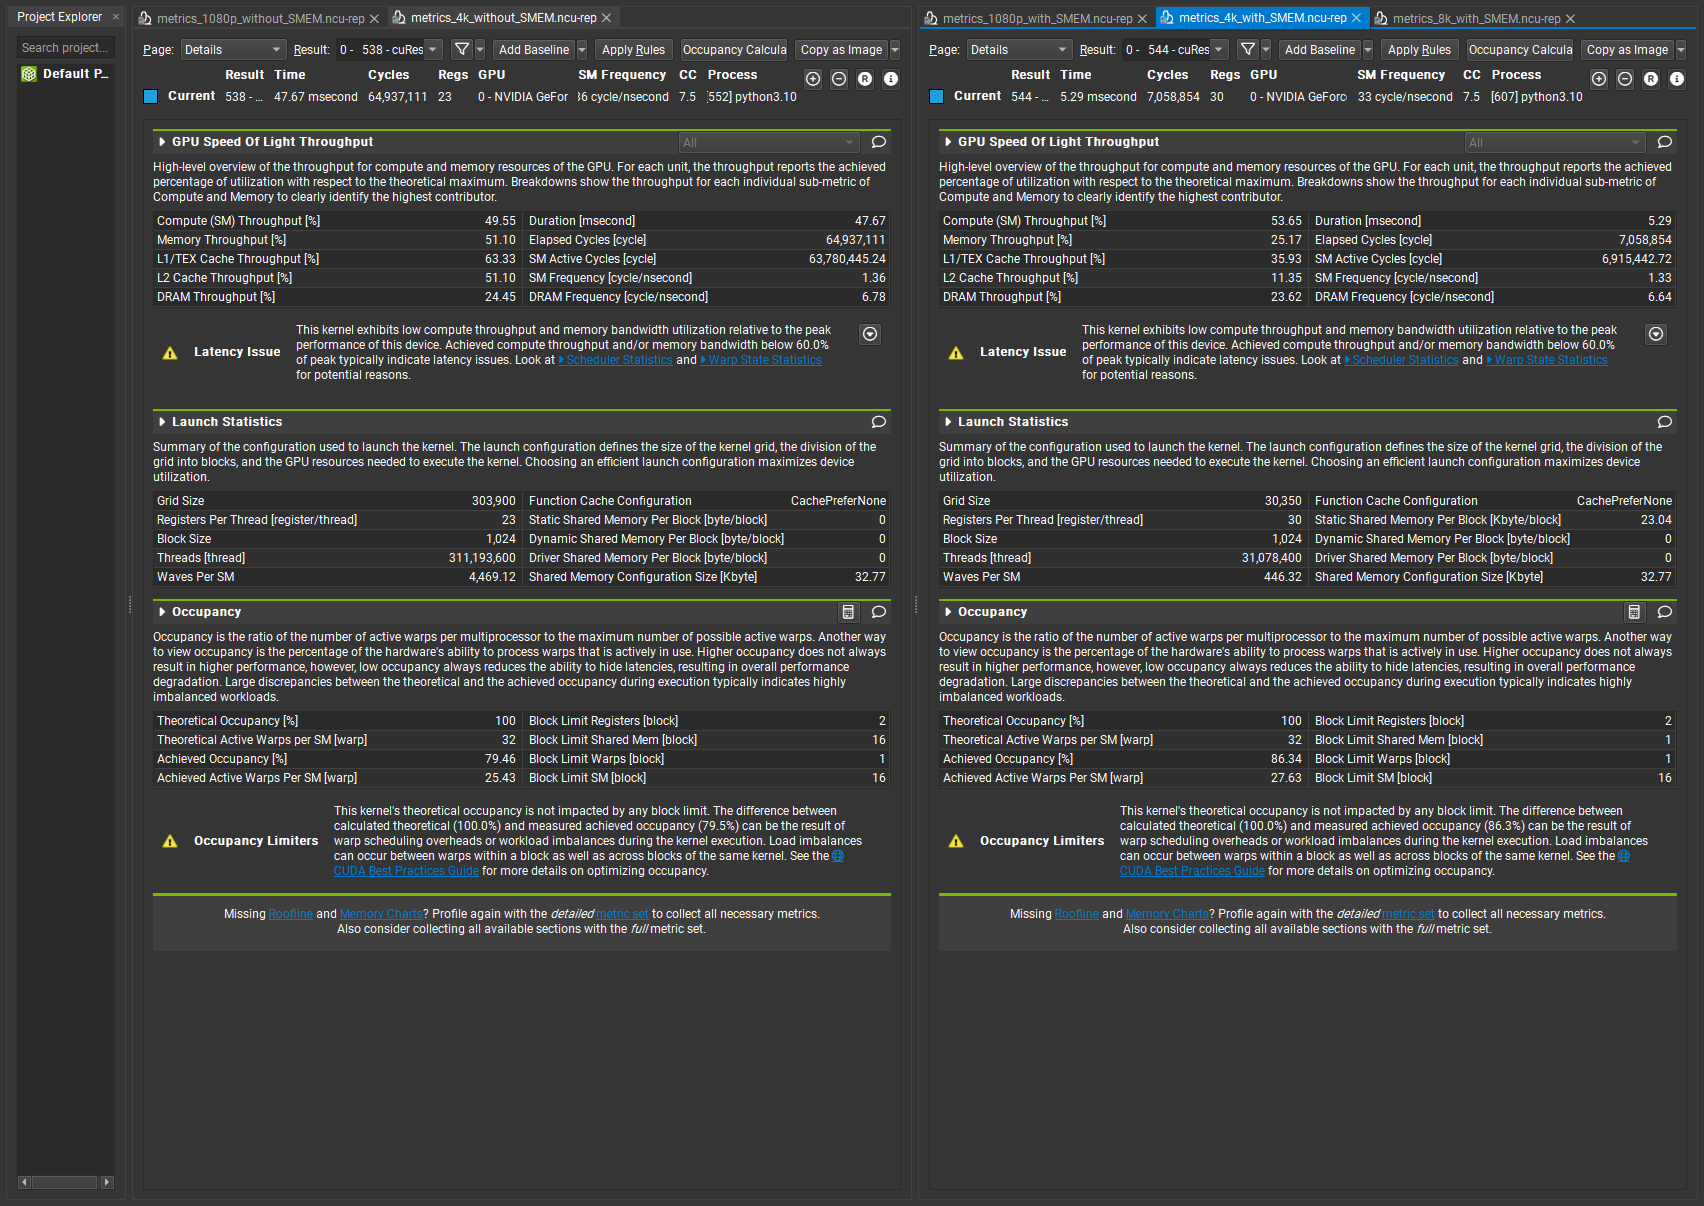 Project Explorer
Search project...
Default P...
metrics_1080p_without_SMEM.ncu-rep
metrics_4k_without_SMEM.ncu-rep
Page: Details Result: 0 - 538 - cuRes Add Baseline Apply Rules Occupancy Calcula Copy as Image
Result Time Cycles Regs GPU SM Frequency CC Process
Current 538 - ... 47.67 msecond 64,937,111 23 0 - NVIDIA GeFor 36 cycle/nsecond 7.5 [552] python3.10
GPU Speed Of Light Throughput All
High-level overview of the throughput for compute and memory resources of the GPU. For each unit, the throughput reports the achieved
percentage of utilization with respect to the theoretical maximum. Breakdowns show the throughput for each individual sub-metric of
Compute and Memory to clearly identify the highest contributor.
Compute (SM) Throughput [%] 49.55 Duration [msecond] 47.67
Memory Throughput [%] 51.10 Elapsed Cycles [cycle] 64,937,111
L1/TEX Cache Throughput [%] 63.33 SM Active Cycles [cycle] 63,780,445.24
L2 Cache Throughput [%] 51.10 SM Frequency [cycle/nsecond] 1.36
DRAM Throughput [%] 24.45 DRAM Frequency [cycle/nsecond] 6.78
Latency Issue
This kernel exhibits low compute throughput and memory bandwidth utilization relative to the peak
performance of this device. Achieved compute throughput and/or memory bandwidth below 60.0%
of peak typically indicate latency issues. Look at Scheduler Statistics and Warp State Statistics
for potential reasons.
Launch Statistics
Summary of the configuration used to launch the kernel. The launch configuration defines the size of the kernel grid, the division of the
grid into blocks, and the GPU resources needed to execute the kernel. Choosing an efficient launch configuration maximizes device
utilization.
Grid Size 303,900 Function Cache Configuration CachePreferNone
Registers Per Thread [register/thread] 23 Static Shared Memory Per Block [byte/block] 0
Block Size 1,024 Dynamic Shared Memory Per Block [byte/block] 0
Threads [thread] 311,193,600 Driver Shared Memory Per Block [byte/block] 0
Waves Per SM 4,469.12 Shared Memory Configuration Size [Kbyte] 32.77
Occupancy
Occupancy is the ratio of the number of active warps per multiprocessor to the maximum number of possible active warps. Another way
to view occupancy is the percentage of the hardware's ability to process warps that is actively in use. Higher occupancy does not always
result in higher performance, however, low occupancy always reduces the ability to hide latencies, resulting in overall performance
degradation. Large discrepancies between the theoretical and the achieved occupancy during execution typically indicates highly
imbalanced workloads.
Theoretical Occupancy [%] 100 Block Limit Registers [block] 2
Theoretical Active Warps per SM [warp] 32 Block Limit Shared Mem [block] 16
Achieved Occupancy [%] 79.46 Block Limit Warps [block] 1
Achieved Active Warps Per SM [warp] 25.43 Block Limit SM [block] 16
Occupancy Limiters
This kernel's theoretical occupancy is not impacted by any block limit. The difference between
calculated theoretical (100.0%) and measured achieved occupancy (79.5%) can be the result of
warp scheduling overheads or workload imbalances during the kernel execution. Load imbalances
can occur between warps within a block as well as across blocks of the same kernel. See the
CUDA Best Practices Guide for more details on optimizing occupancy.
Missing Roofline and Memory Charts? Profile again with the detailed metric set to collect all necessary metrics.
Also consider collecting all available sections with the full metric set.
metrics_1080p_with_SMEM.ncu-rep
metrics_4k_with_SMEM.ncu-rep
metrics_8k_with_SMEM.ncu-rep
Page: Details Result: 0 - 544 - cuRes Add Baseline Apply Rules Occupancy Calcula Copy as Image
Result Time Cycles Regs GPU SM Frequency CC Process
Current 544 - ... 5.29 msecond 7,058,854 30 0 - NVIDIA GeForc 33 cycle/nsecond 7.5 [607] python3.10
GPU Speed Of Light Throughput All
High-level overview of the throughput for compute and memory resources of the GPU. For each unit, the throughput reports the achieved
percentage of utilization with respect to the theoretical maximum. Breakdowns show the throughput for each individual sub-metric of
Compute and Memory to clearly identify the highest contributor.
Compute (SM) Throughput [%] 53.65 Duration [msecond] 5.29
Memory Throughput [%] 25.17 Elapsed Cycles [cycle] 7,058,854
L1/TEX Cache Throughput [%] 35.93 SM Active Cycles [cycle] 6,915,442.72
L2 Cache Throughput [%] 11.35 SM Frequency [cycle/nsecond] 1.33
DRAM Throughput [%] 23.62 DRAM Frequency [cycle/nsecond] 6.64
Latency Issue
This kernel exhibits low compute throughput and memory bandwidth utilization relative to the peak
performance of this device. Achieved compute throughput and/or memory bandwidth below 60.0%
of peak typically indicate latency issues. Look at Scheduler Statistics and Warp State Statistics
for potential reasons.
Launch Statistics
Summary of the configuration used to launch the kernel. The launch configuration defines the size of the kernel grid, the division of the
grid into blocks, and the GPU resources needed to execute the kernel. Choosing an efficient launch configuration maximizes device
utilization.
Grid Size 30,350 Function Cache Configuration CachePreferNone
Registers Per Thread [register/thread] 30 Static Shared Memory Per Block [Kbyte/block] 23.04
Block Size 1,024 Dynamic Shared Memory Per Block [byte/block] 0
Threads [thread] 31,078,400 Driver Shared Memory Per Block [byte/block] 0
Waves Per SM 446.32 Shared Memory Configuration Size [Kbyte] 32.77
Occupancy
Occupancy is the ratio of the number of active warps per multiprocessor to the maximum number of possible active warps. Another way
to view occupancy is the percentage of the hardware's ability to process warps that is actively in use. Higher occupancy does not always
result in higher performance, however, low occupancy always reduces the ability to hide latencies, resulting in overall performance
degradation. Large discrepancies between the theoretical and the achieved occupancy during execution typically indicates highly
imbalanced workloads.
Theoretical Occupancy [%] 100 Block Limit Registers [block] 2
Theoretical Active Warps per SM [warp] 32 Block Limit Shared Mem [block] 1
Achieved Occupancy [%] 86.34 Block Limit Warps [block] 1
Achieved Active Warps Per SM [warp] 27.63 Block Limit SM [block] 16
Occupancy Limiters
This kernel's theoretical occupancy is not impacted by any block limit. The difference between
calculated theoretical (100.0%) and measured achieved occupancy (86.3%) can be the result of
warp scheduling overheads or workload imbalances during the kernel execution. Load imbalances
can occur between warps within a block as well as across blocks of the same kernel. See the
CUDA Best Practices Guide for more details on optimizing occupancy.
Missing Roofline and Memory Charts? Profile again with the detailed metric set to collect all necessary metrics.
Also consider collecting all available sections with the full metric set.